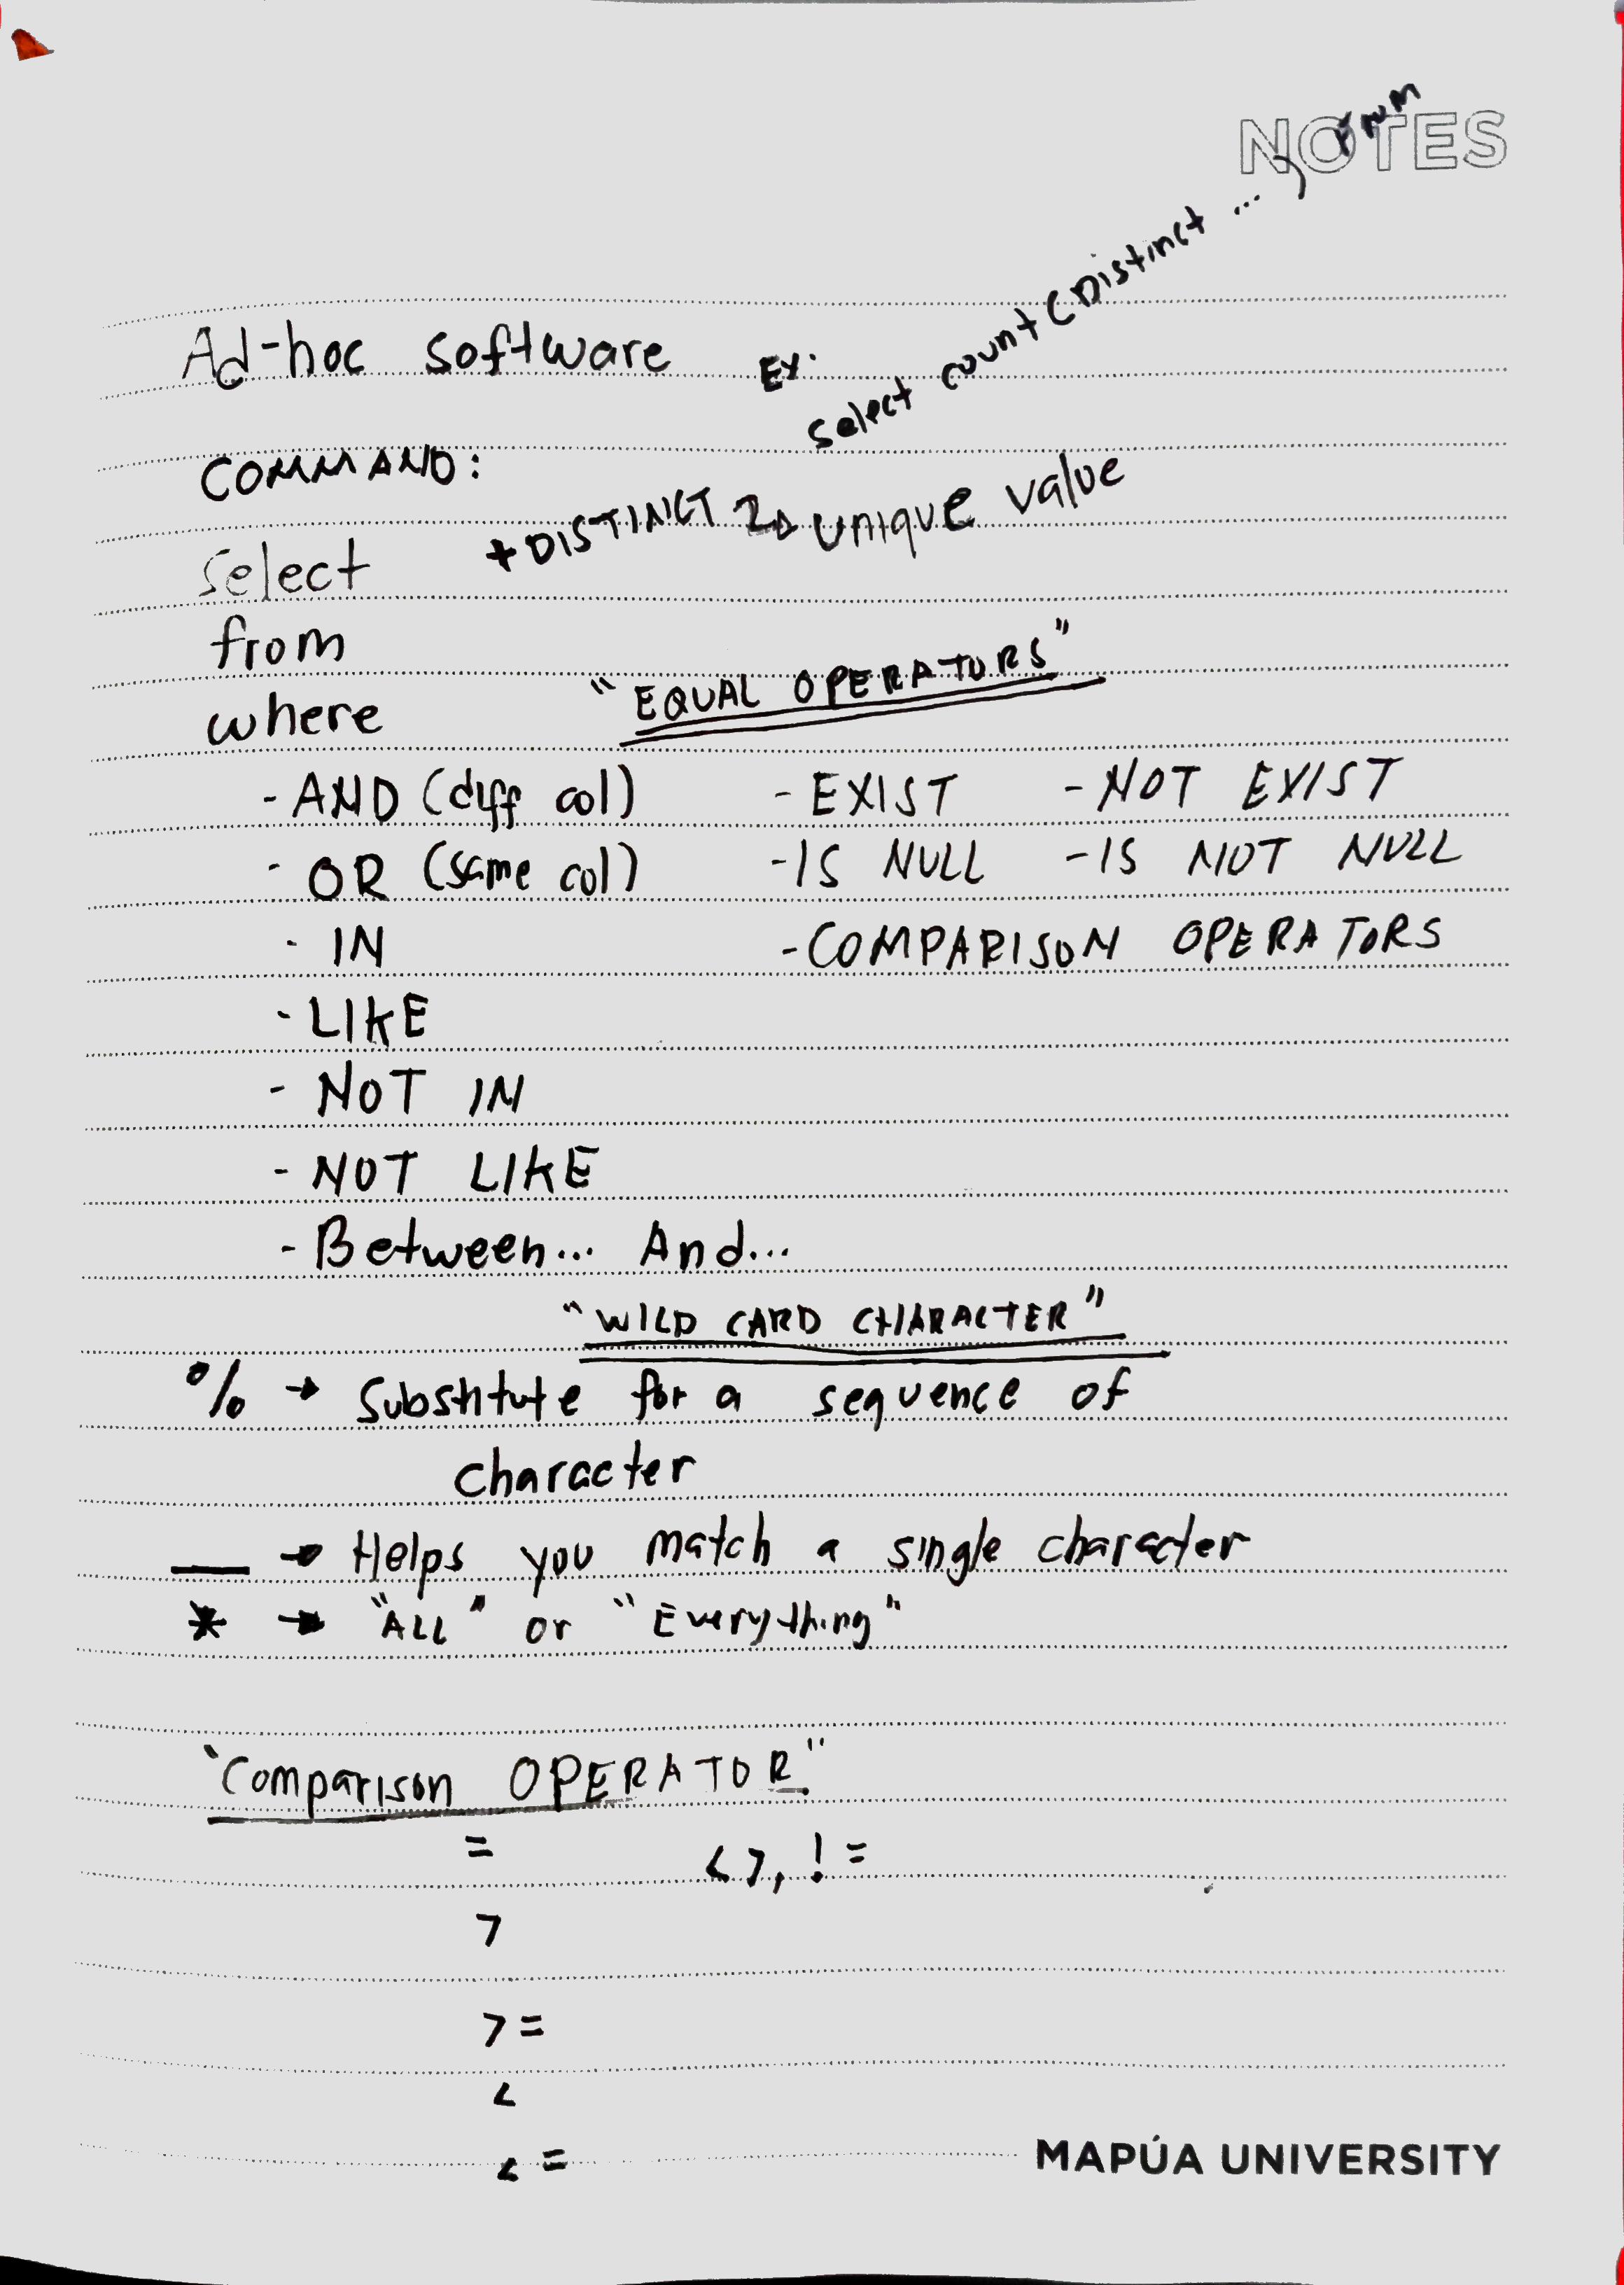 NOTES
Ad-hoc software Ex. Select count (Distinct ... ) from
COMMAND:
select + DISTINCT → unique value
from
where "EQUAL OPERATORS"
- AND (diff col) - EXIST - NOT EXIST
- OR (same col) - IS NULL - IS NOT NULL
- IN - COMPARISON OPERATORS
- LIKE
- NOT IN
- NOT LIKE
- Between... And...
"WILD CARD CHARACTER"
% → Substitute for a sequence of
character
_ → Helps you match a single character
* → "ALL" or "Everything"
"Comparison OPERATOR"
= <>, !=
>
>=
<
<=
MAPÚA UNIVERSITY